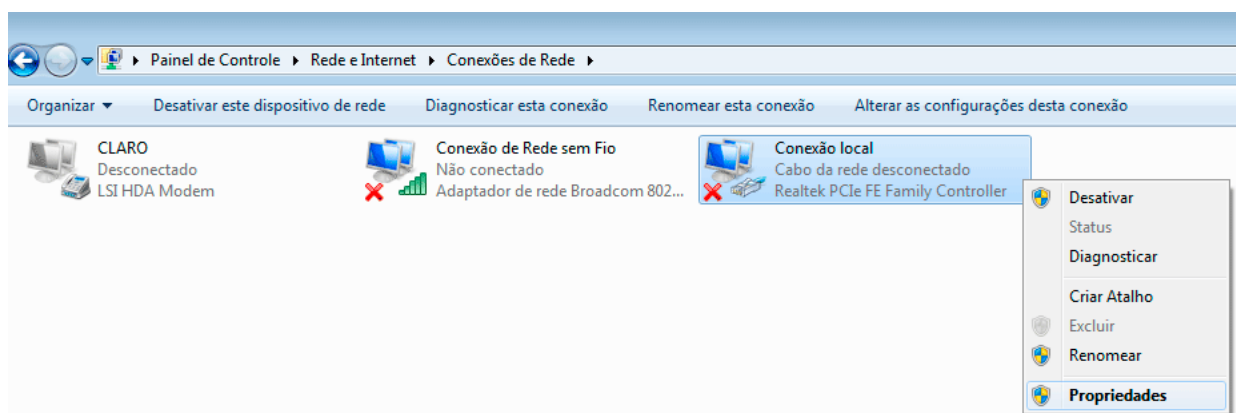 Painel de Controle ▸ Rede e Internet ▸ Conexões de Rede ▸
Organizar ▾ Desativar este dispositivo de rede Diagnosticar esta conexão Renomear esta conexão Alterar as configurações desta conexão
CLARO
Desconectado
LSI HDA Modem
Conexão de Rede sem Fio
Não conectado
Adaptador de rede Broadcom 802...
Conexão local
Cabo da rede desconectado
Realtek PCIe FE Family Controller
Desativar
Status
Diagnosticar
Criar Atalho
Excluir
Renomear
Propriedades